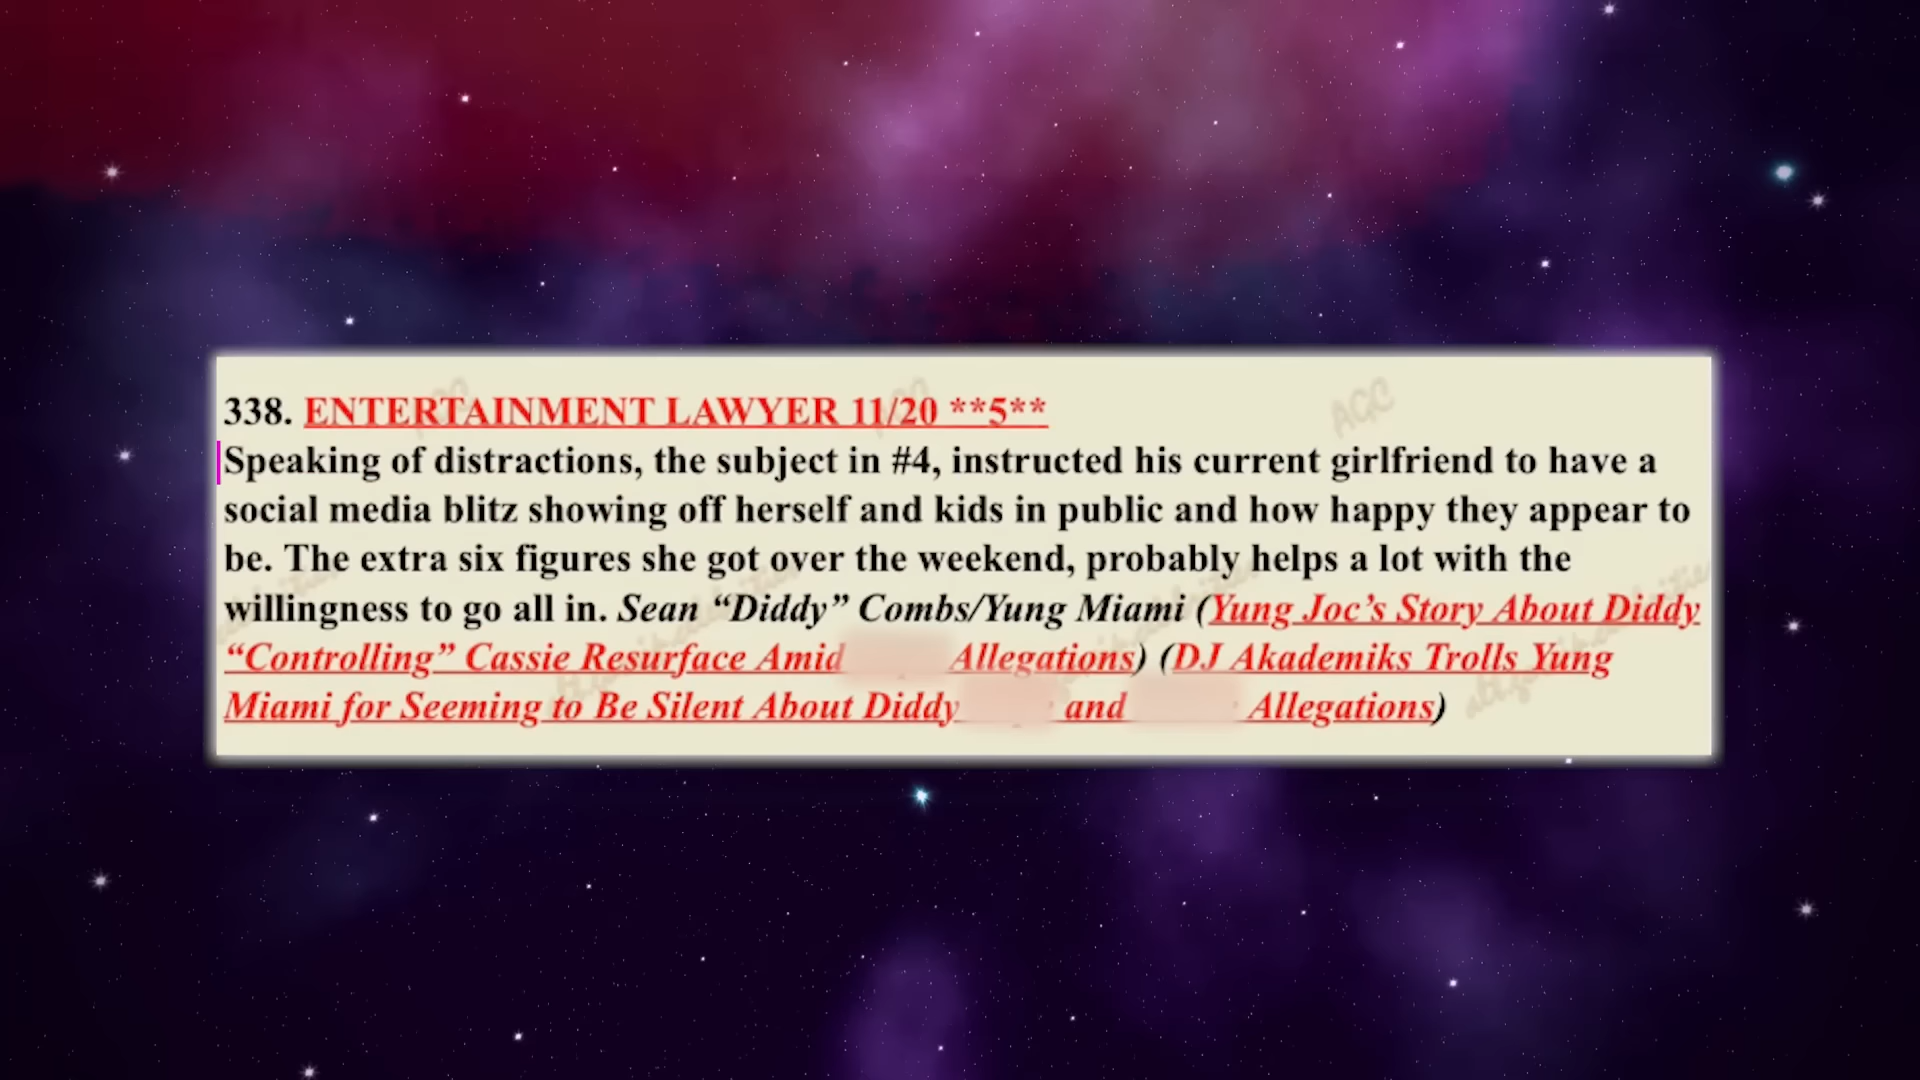 338. ENTERTAINMENT LAWYER 11/20 **5**
Speaking of distractions, the subject in #4, instructed his current girlfriend to have a
social media blitz showing off herself and kids in public and how happy they appear to
be. The extra six figures she got over the weekend, probably helps a lot with the
willingness to go all in. Sean “Diddy” Combs/Yung Miami (Yung Joc’s Story About Diddy
“Controlling” Cassie Resurface Amid Allegations) (DJ Akademiks Trolls Yung
Miami for Seeming to Be Silent About Diddy and Allegations)
AGC